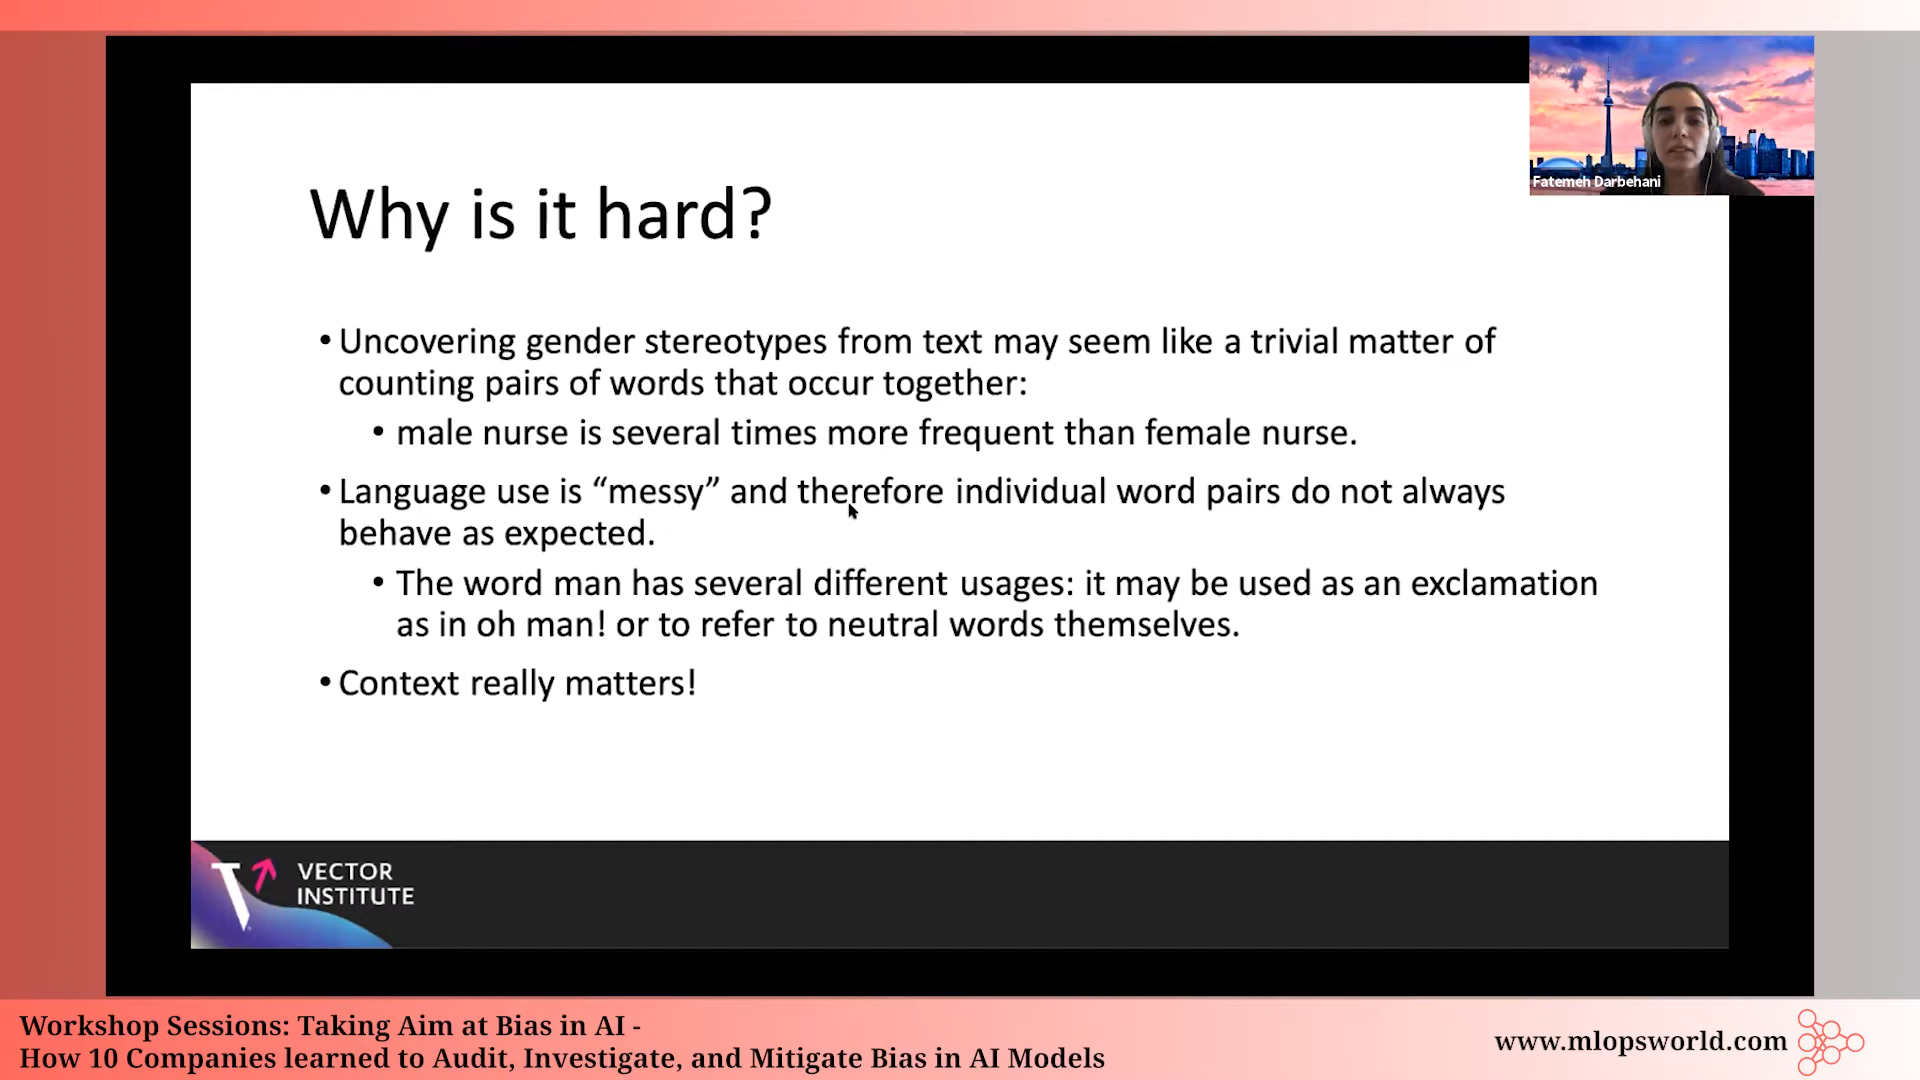 Fatemeh Darbehani
Why is it hard?
• Uncovering gender stereotypes from text may seem like a trivial matter of
counting pairs of words that occur together:
• male nurse is several times more frequent than female nurse.
• Language use is “messy” and therefore individual word pairs do not always
behave as expected.
• The word man has several different usages: it may be used as an exclamation
as in oh man! or to refer to neutral words themselves.
• Context really matters!
VECTOR
INSTITUTE
Workshop Sessions: Taking Aim at Bias in AI -
How 10 Companies learned to Audit, Investigate, and Mitigate Bias in AI Models
www.mlopsworld.com